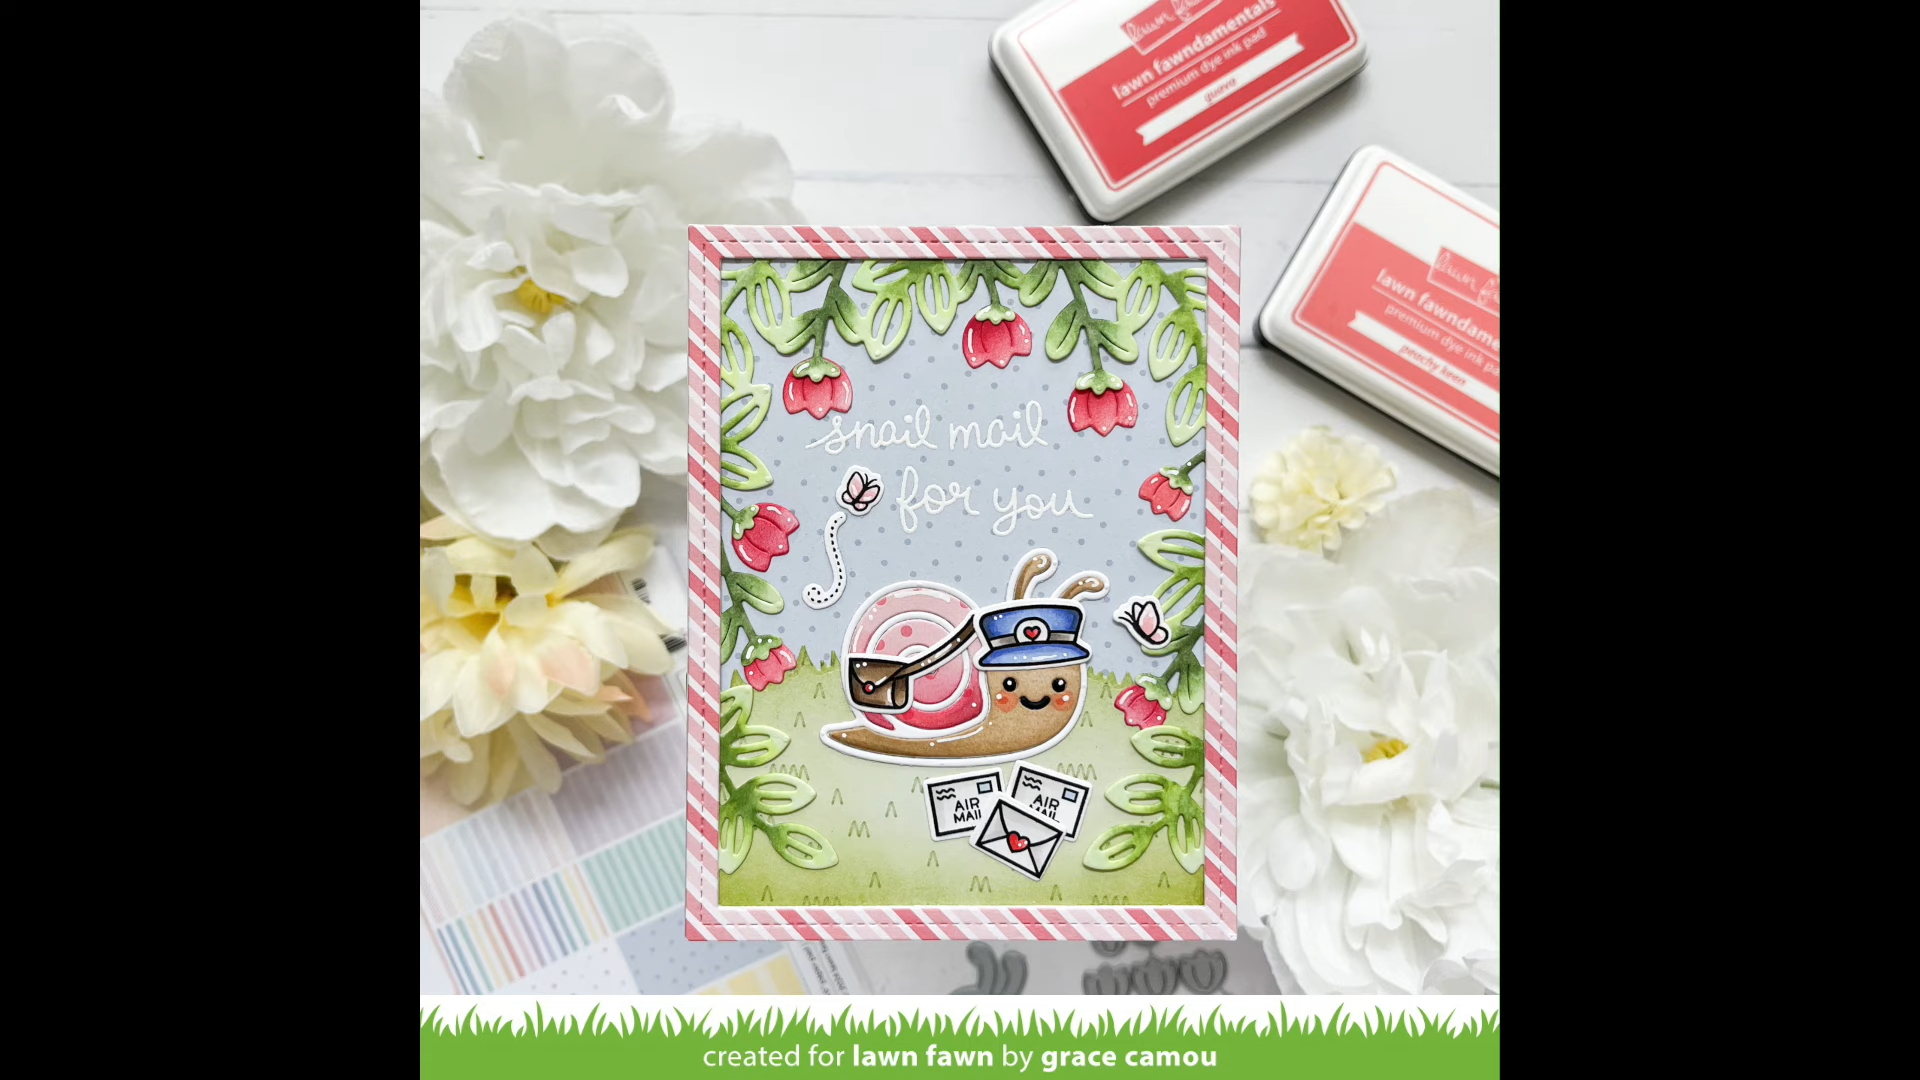 lawn fawndamentals
premium dye ink pad
guava
lawn fawndame
premium dye ink pa
peachy keen
snail mail
for you
AIR
MAIL
AIR
MAIL
created for lawn fawn by grace camou